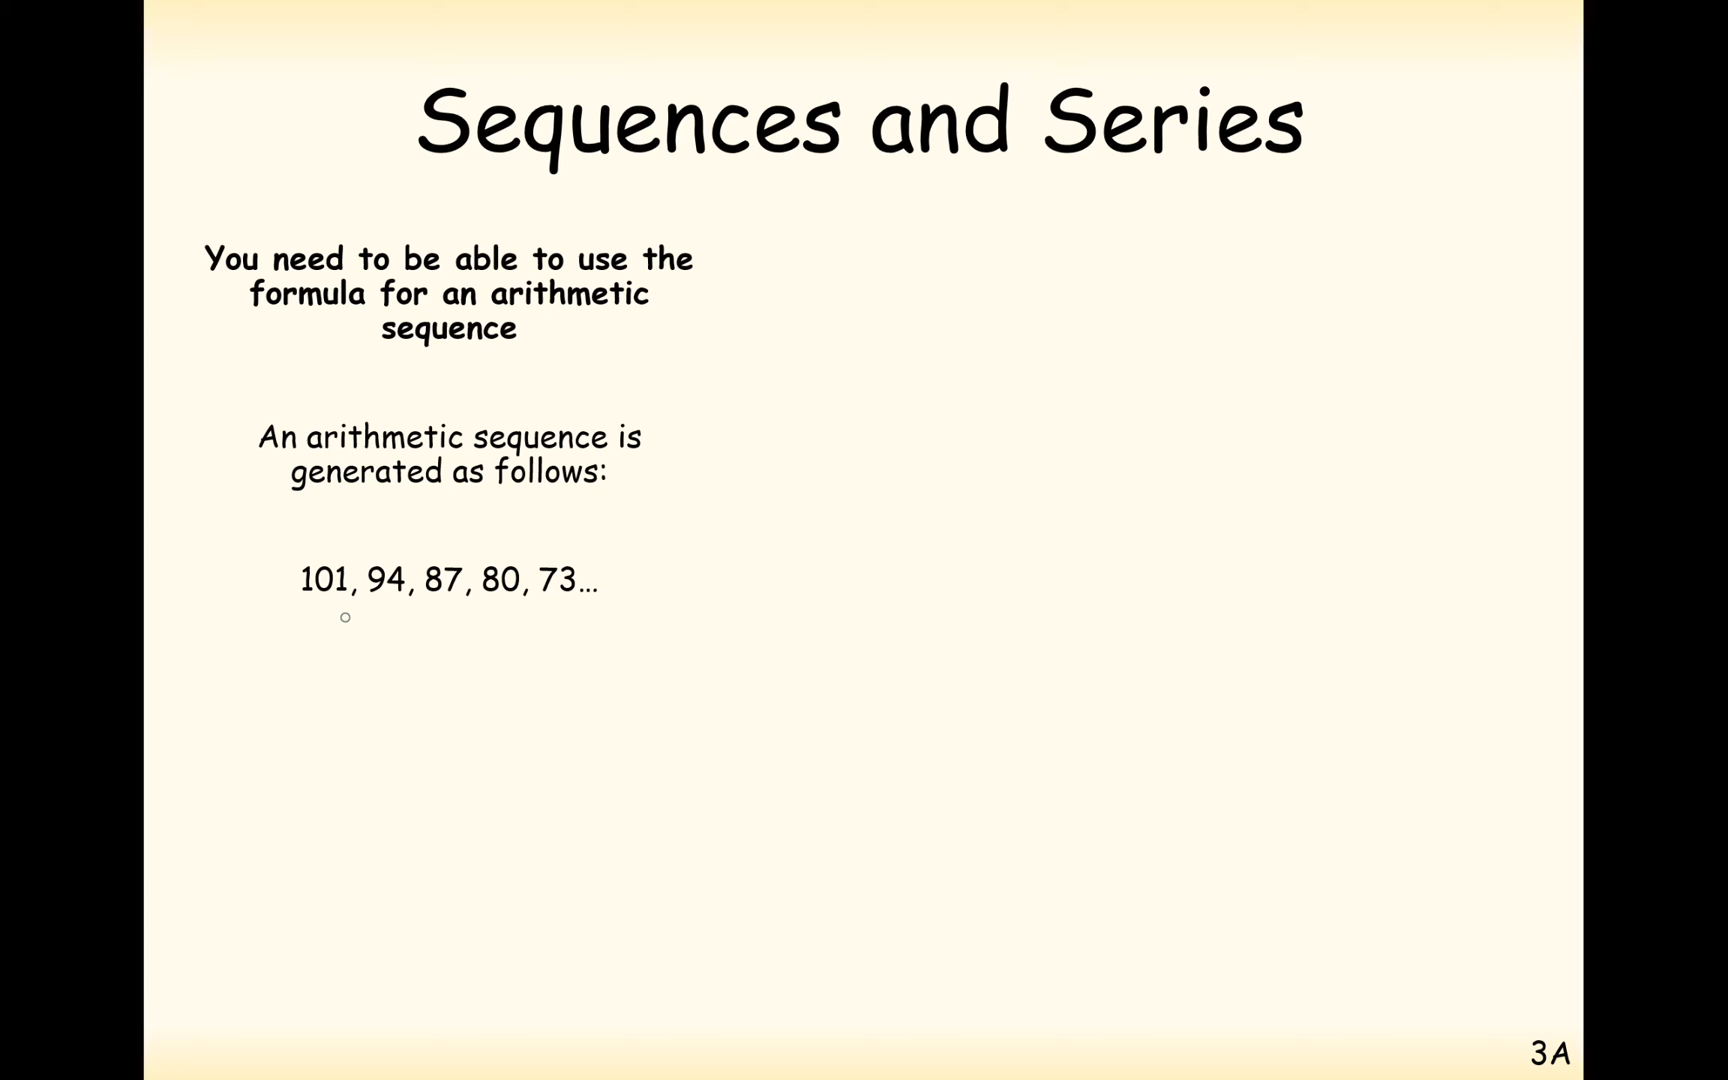 Sequences and Series
You need to be able to use the
formula for an arithmetic
sequence
An arithmetic sequence is
generated as follows:
101, 94, 87, 80, 73…
3A